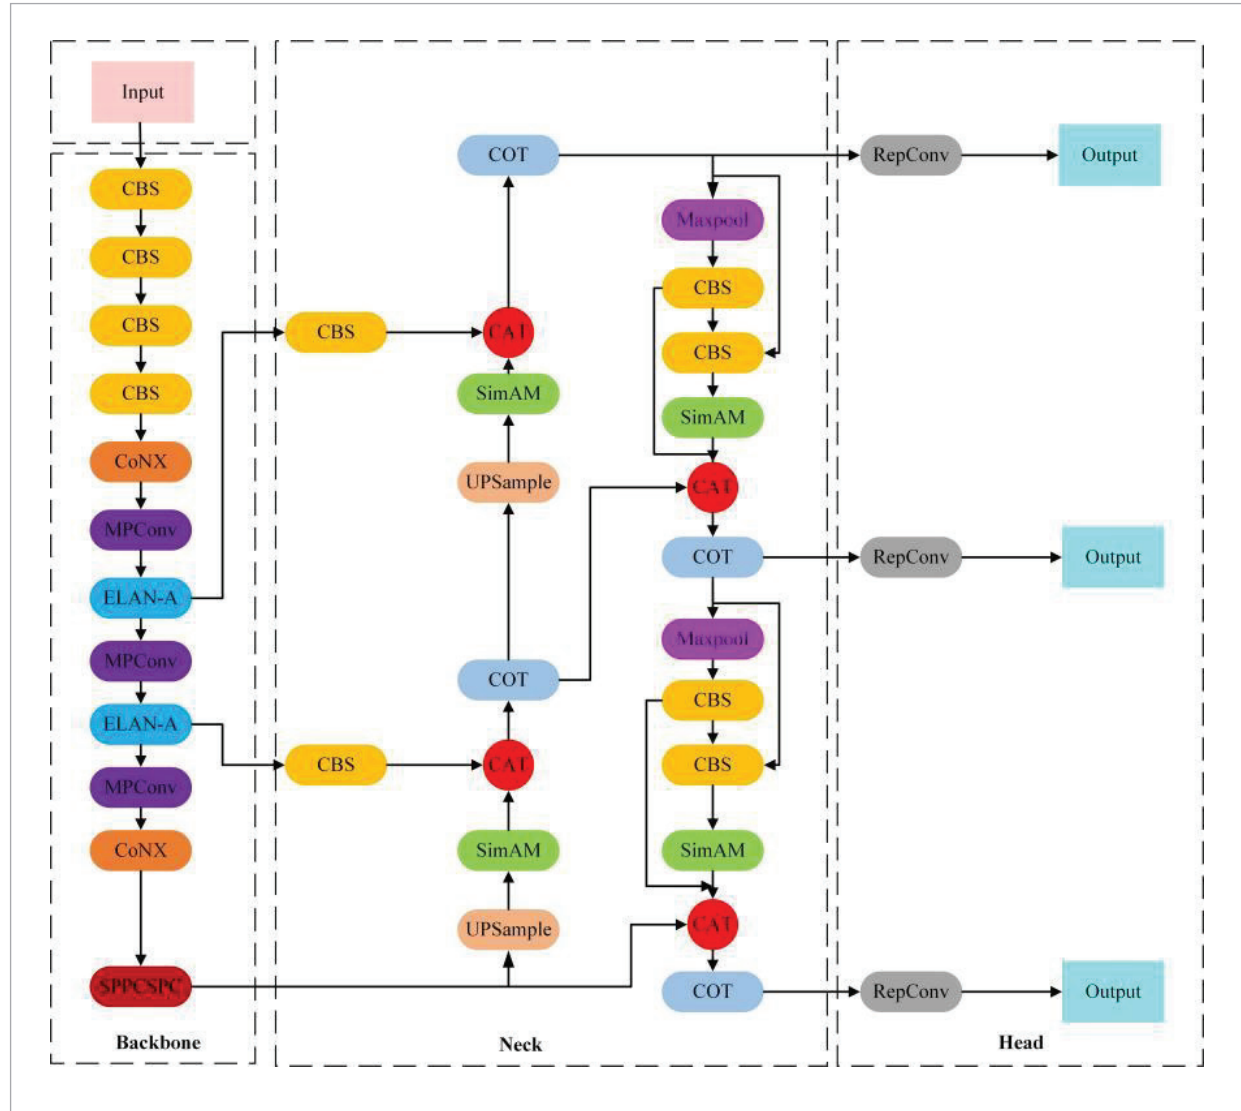 Input
CBS
CBS
CBS
CBS
CoNX
MPConv
ELAN-A
MPConv
ELAN-A
MPConv
CoNX
SPPCSPC
Backbone
COT
CBS
CAT
SimAM
UPSample
COT
CBS
CAT
SimAM
UPSample
Maxpool
CBS
CBS
SimAM
CAT
COT
Maxpool
CBS
CBS
SimAM
CAT
COT
Neck
RepConv
Output
RepConv
Output
RepConv
Output
Head